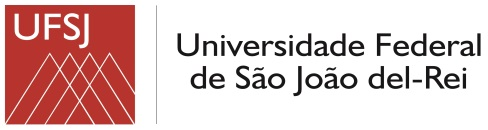 UFSJ
Universidade Federal
de São João del-Rei